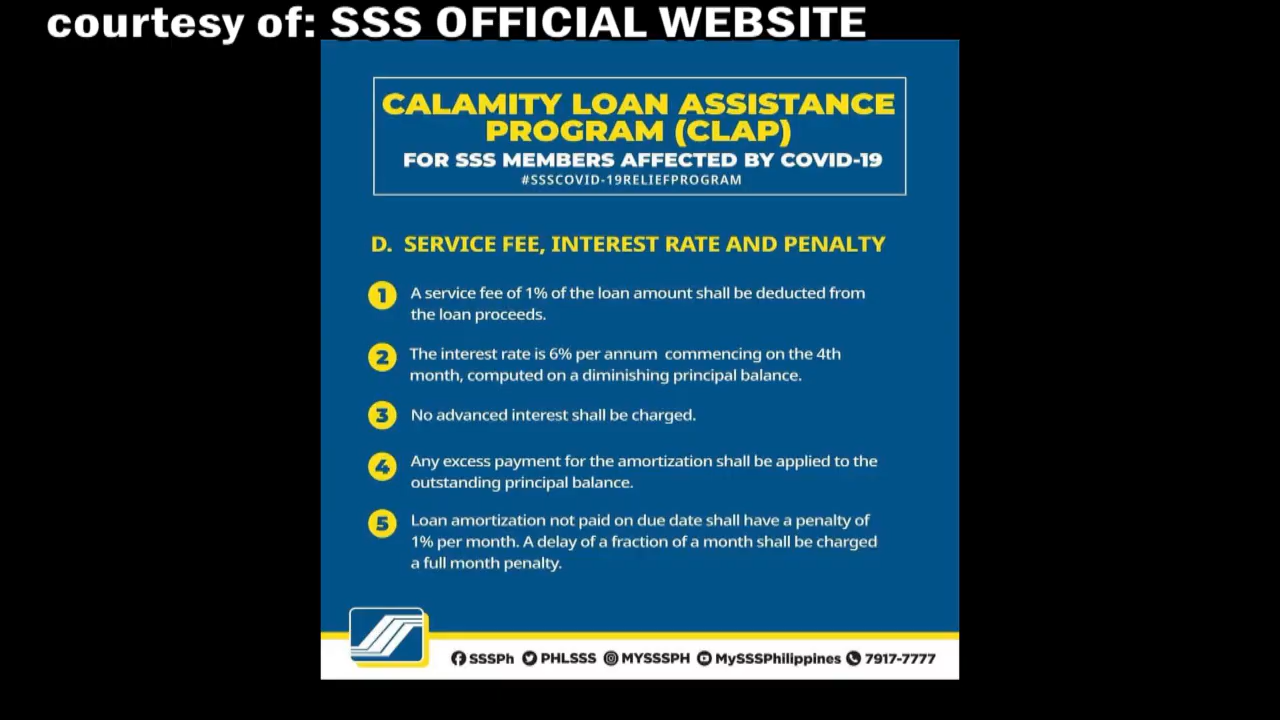 courtesy of: SSS OFFICIAL WEBSITE
CALAMITY LOAN ASSISTANCE
PROGRAM (CLAP)
FOR SSS MEMBERS AFFECTED BY COVID-19
#SSSCOVID-19RELIEFPROGRAM
D. SERVICE FEE, INTEREST RATE AND PENALTY
1 A service fee of 1% of the loan amount shall be deducted from
the loan proceeds.
2 The interest rate is 6% per annum commencing on the 4th
month, computed on a diminishing principal balance.
3 No advanced interest shall be charged.
4 Any excess payment for the amortization shall be applied to the
outstanding principal balance.
5 Loan amortization not paid on due date shall have a penalty of
1% per month. A delay of a fraction of a month shall be charged
a full month penalty.
SSSPh PHLSSS MYSSSPH MySSSPhilippines 7917-7777